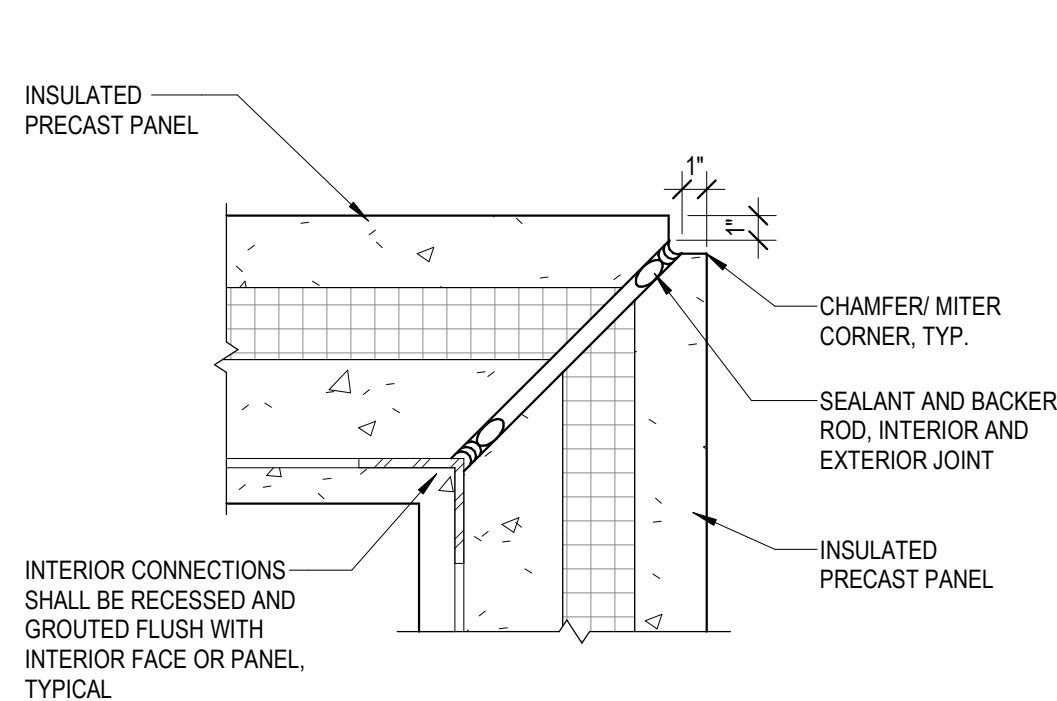 INSULATED
PRECAST PANEL
1"
1"
CHAMFER/ MITER
CORNER, TYP.
SEALANT AND BACKER
ROD, INTERIOR AND
EXTERIOR JOINT
INSULATED
PRECAST PANEL
INTERIOR CONNECTIONS
SHALL BE RECESSED AND
GROUTED FLUSH WITH
INTERIOR FACE OR PANEL,
TYPICAL